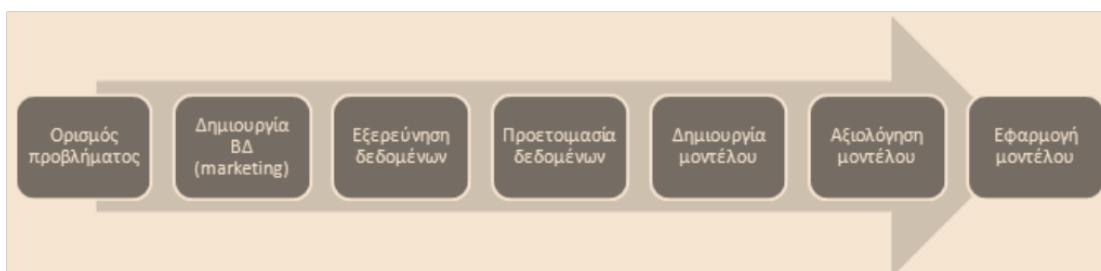 Ορισμός
προβλήματος
Δημιουργία
ΒΔ
(marketing)
Εξερεύνηση
δεδομένων
Προετοιμασία
δεδομένων
Δημιουργία
μοντέλου
Αξιολόγηση
μοντέλου
Εφαρμογή
μοντέλου